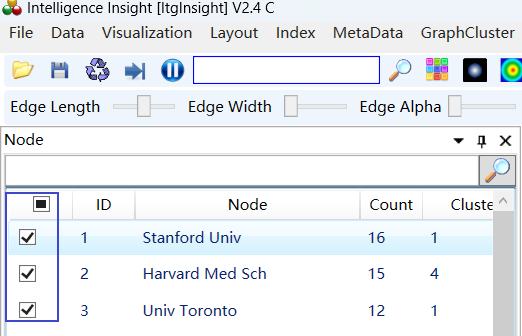 Intelligence Insight [ItgInsight] V2.4 C
File Data Visualization Layout Index MetaData GraphCluster
Edge Length Edge Width Edge Alpha
Node
ID Node Count Cluste
1 Stanford Univ 16 1
2 Harvard Med Sch 15 4
3 Univ Toronto 12 1